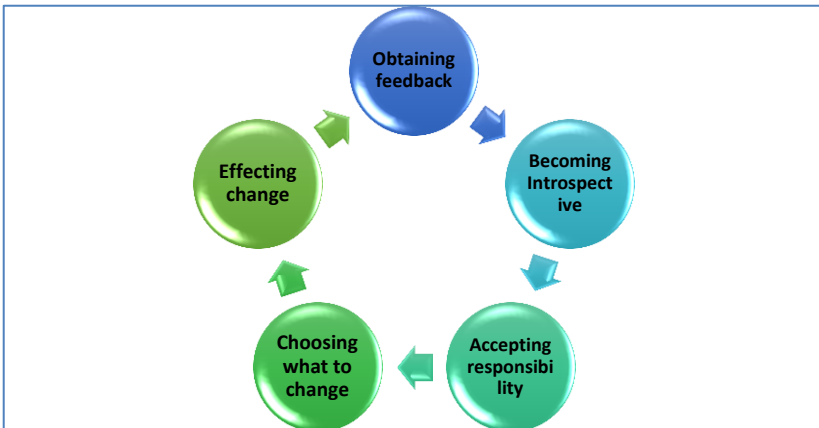 Obtaining
feedback
Becoming
Introspect
ive
Accepting
responsibi
lity
Choosing
what to
change
Effecting
change